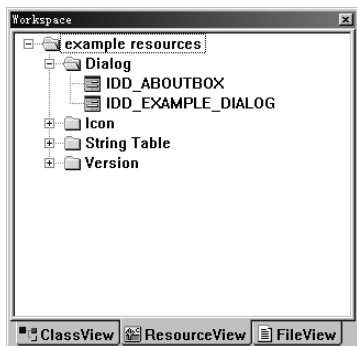 Workspace
example resources
Dialog
IDD_ABOUTBOX
IDD_EXAMPLE_DIALOG
Icon
String Table
Version
ClassView ResourceView FileView